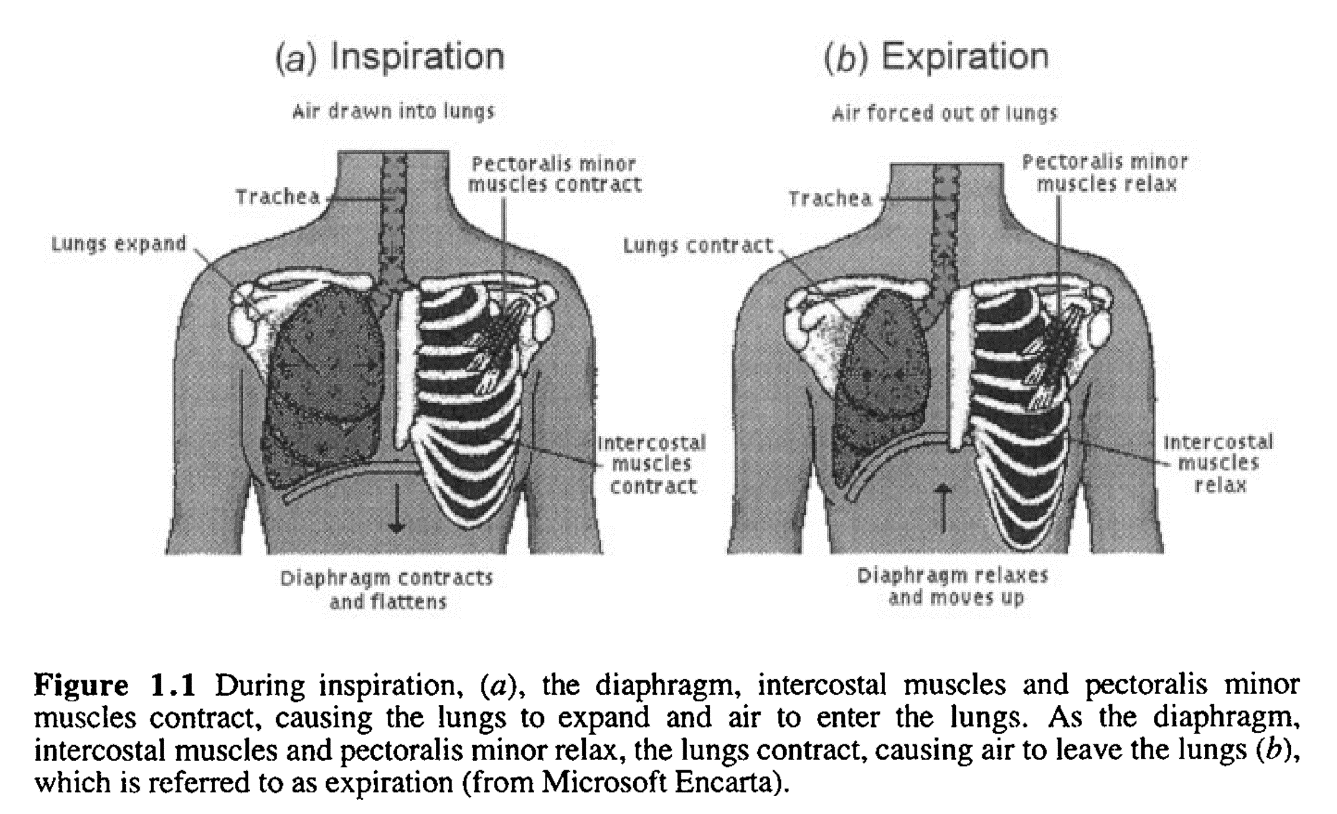 (a) Inspiration
Air drawn into lungs
Pectoralis minor
muscles contract
Trachea
Lungs expand
Intercostal
muscles
contract
Diaphragm contracts
and flattens
(b) Expiration
Air forced out of lungs
Pectoralis minor
muscles relax
Trachea
Lungs contract
Intercostal
muscles
relax
Diaphragm relaxes
and moves up
Figure 1.1 During inspiration, (a), the diaphragm, intercostal muscles and pectoralis minor
muscles contract, causing the lungs to expand and air to enter the lungs. As the diaphragm,
intercostal muscles and pectoralis minor relax, the lungs contract, causing air to leave the lungs (b),
which is referred to as expiration (from Microsoft Encarta).